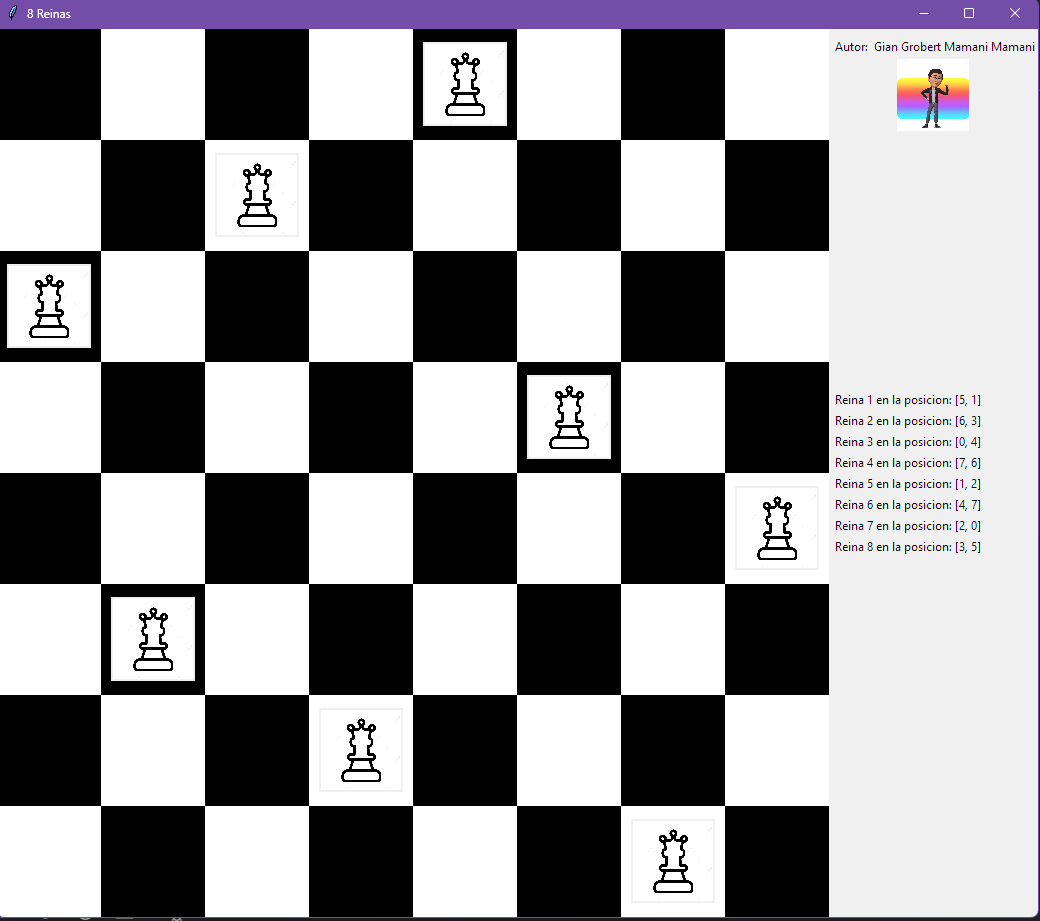 8 Reinas
Autor: Gian Grobert Mamani Mamani
Reina 1 en la posicion: [5, 1]
Reina 2 en la posicion: [6, 3]
Reina 3 en la posicion: [0, 4]
Reina 4 en la posicion: [7, 6]
Reina 5 en la posicion: [1, 2]
Reina 6 en la posicion: [4, 7]
Reina 7 en la posicion: [2, 0]
Reina 8 en la posicion: [3, 5]